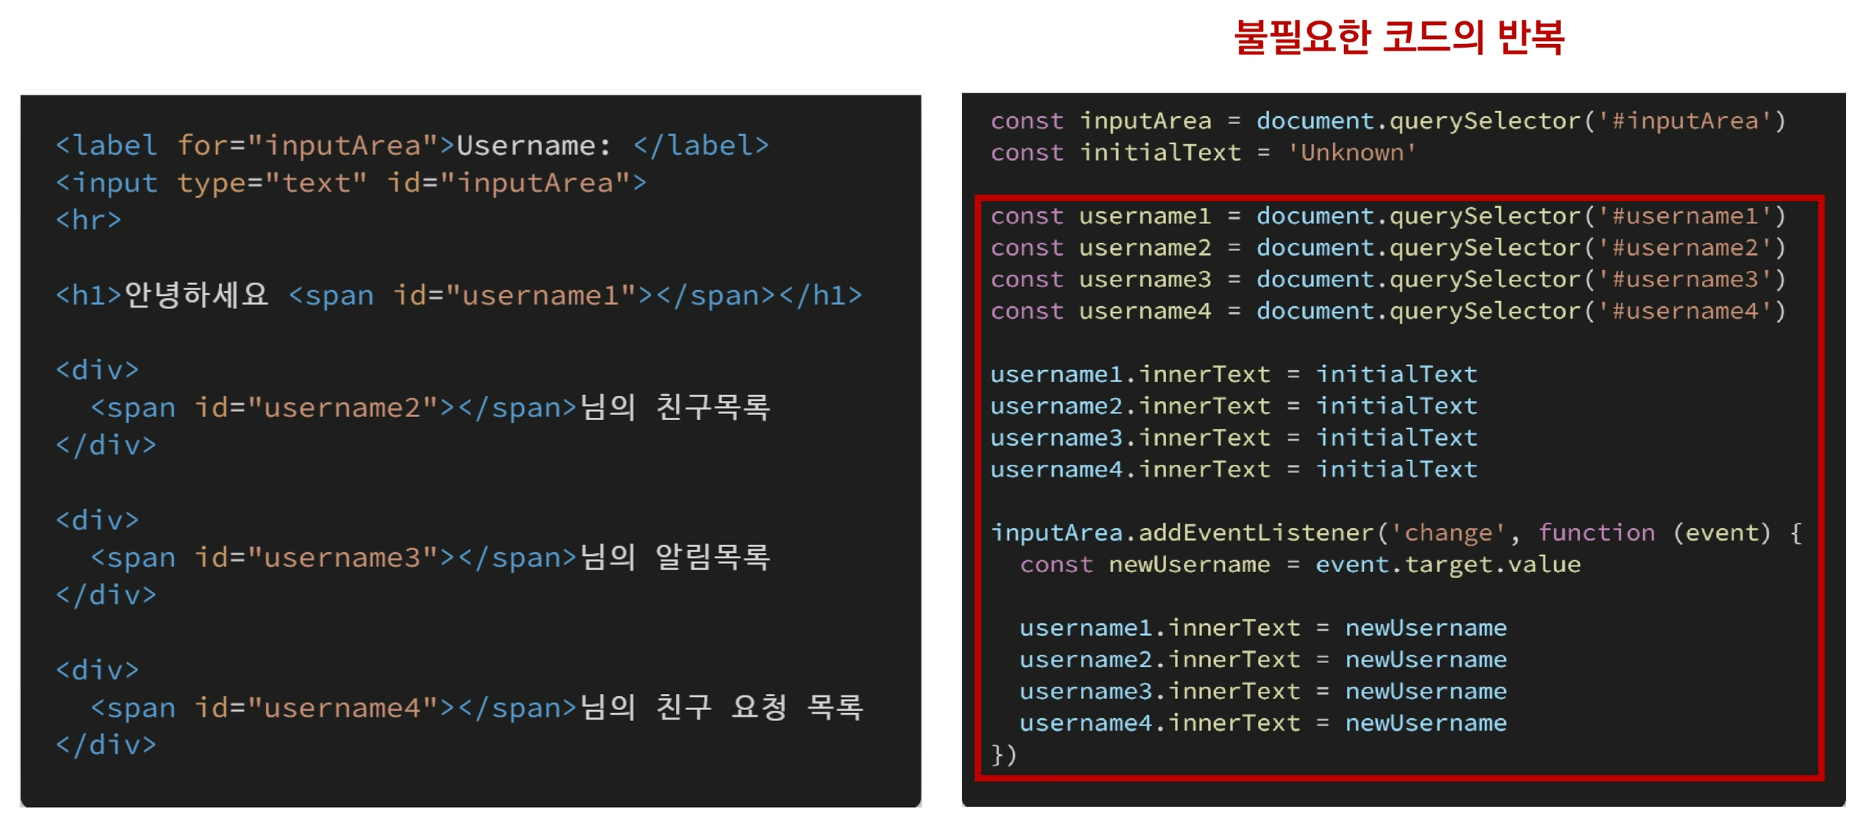 불필요한 코드의 반복
<label for="inputArea">Username: </label>
<input type="text" id="inputArea">
<hr>
<h1>안녕하세요 <span id="username1"></span></h1>
<div>
  <span id="username2"></span>님의 친구목록
</div>
<div>
  <span id="username3"></span>님의 알림목록
</div>
<div>
  <span id="username4"></span>님의 친구 요청 목록
</div>
const inputArea = document.querySelector('#inputArea')
const initialText = 'Unknown'
const username1 = document.querySelector('#username1')
const username2 = document.querySelector('#username2')
const username3 = document.querySelector('#username3')
const username4 = document.querySelector('#username4')
username1.innerText = initialText
username2.innerText = initialText
username3.innerText = initialText
username4.innerText = initialText
inputArea.addEventListener('change', function (event) {
  const newUsername = event.target.value
  username1.innerText = newUsername
  username2.innerText = newUsername
  username3.innerText = newUsername
  username4.innerText = newUsername
})